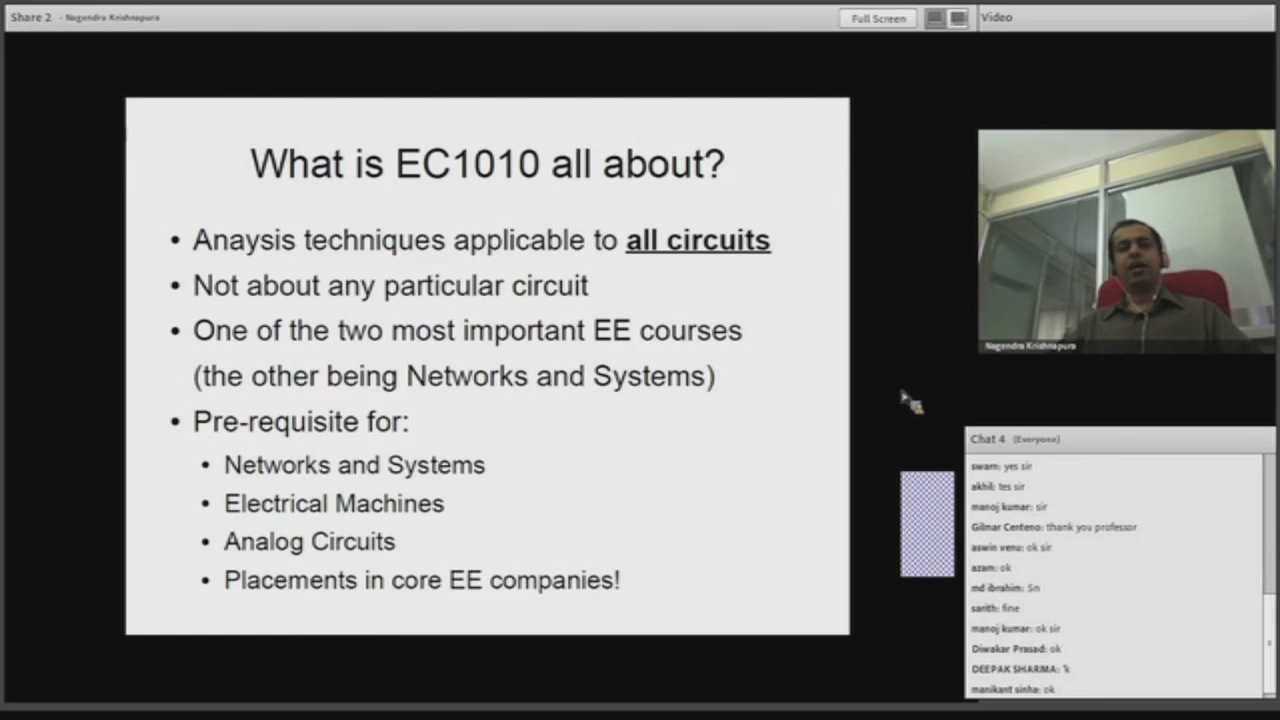 Share 2 - Nagendra Krishnapura
Full Screen
Video
What is EC1010 all about?
• Anaysis techniques applicable to all circuits
• Not about any particular circuit
• One of the two most important EE courses
(the other being Networks and Systems)
• Pre-requisite for:
• Networks and Systems
• Electrical Machines
• Analog Circuits
• Placements in core EE companies!
Nagendra Krishnapura
Chat 4 (Everyone)
swarn: yes sir
akhil: tes sir
manoj kumar: sir
Gilmar Centeno: thank you professor
aswin venu: ok sir
azam: ok
md ibrahim: Sn
sarith: fine
manoj kumar: ok sir
Diwakar Prasad: ok
DEEPAK SHARMA: 'k
manikant sinha: ok